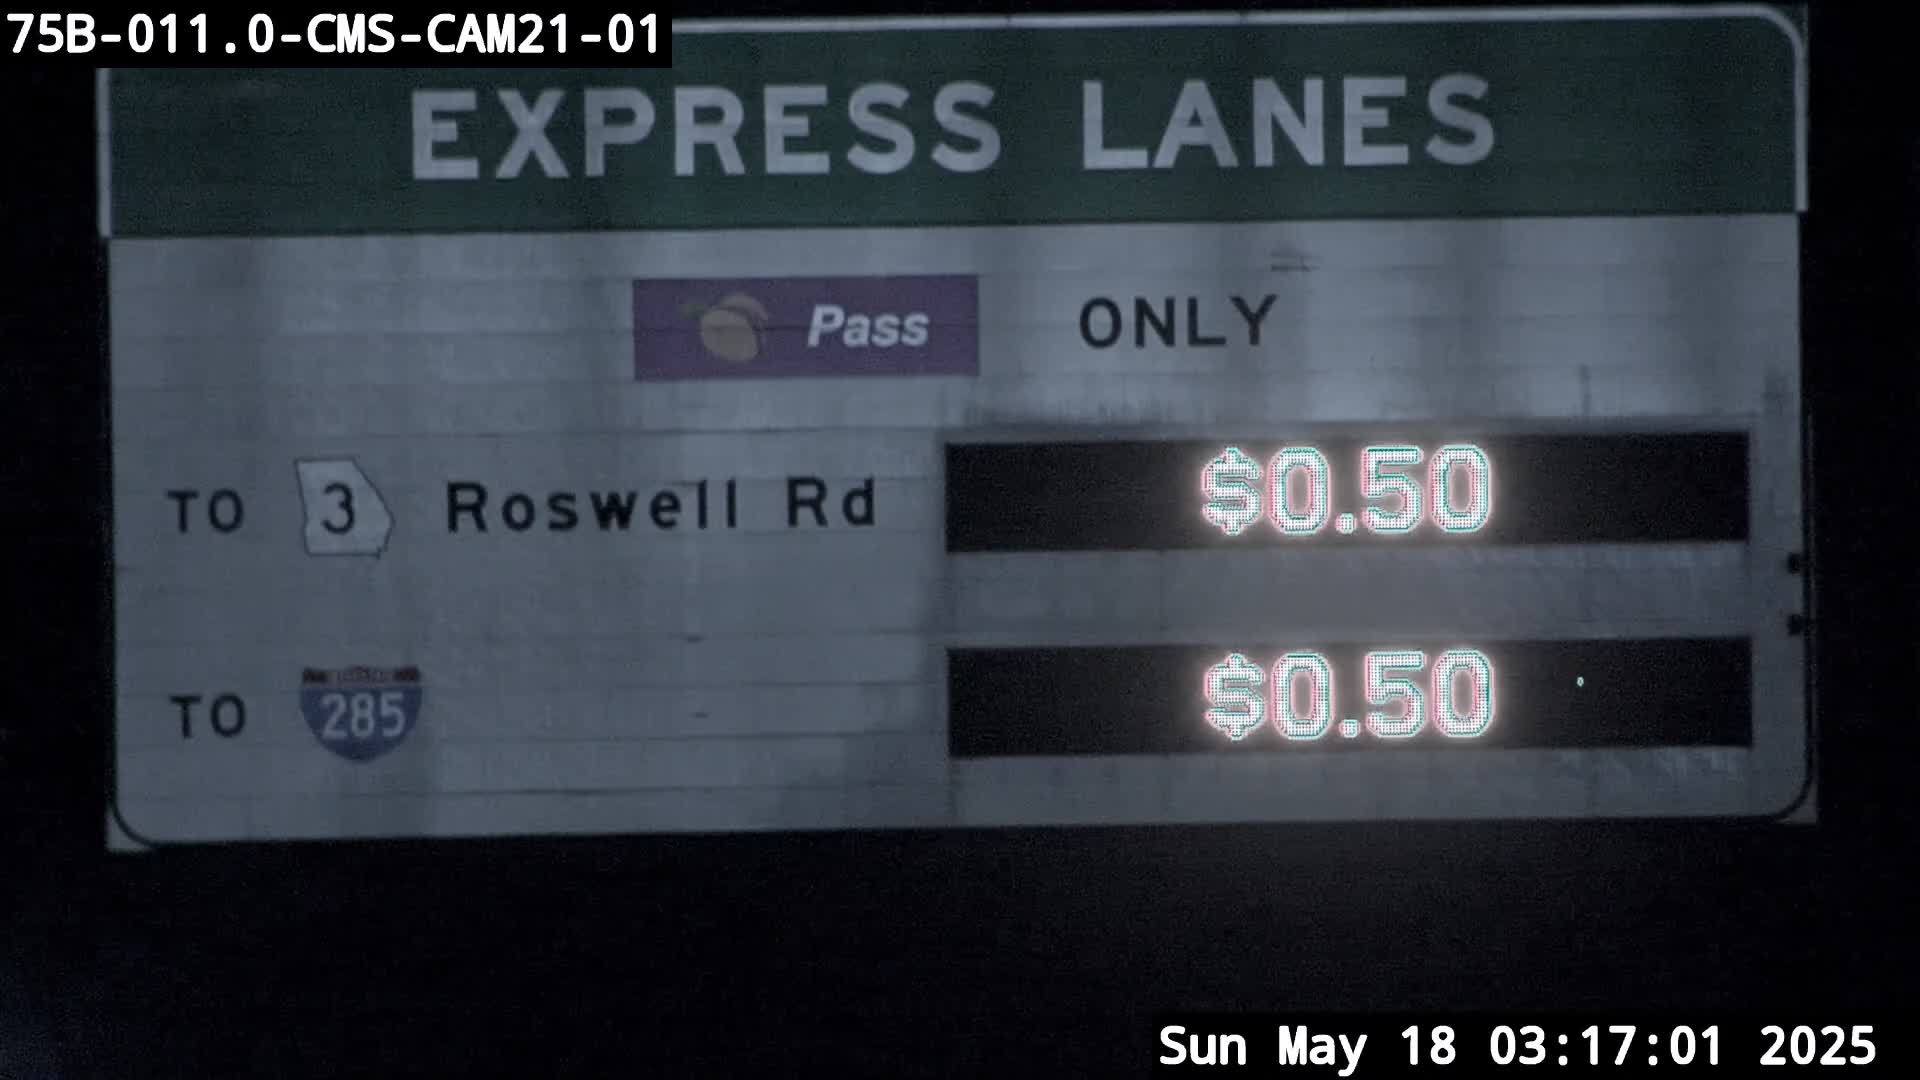 75B-011.0-CMS-CAM21-01
EXPRESS LANES
Pass ONLY
TO 3 Roswell Rd $0.50
TO 285 $0.50
Sun May 18 03:17:01 2025